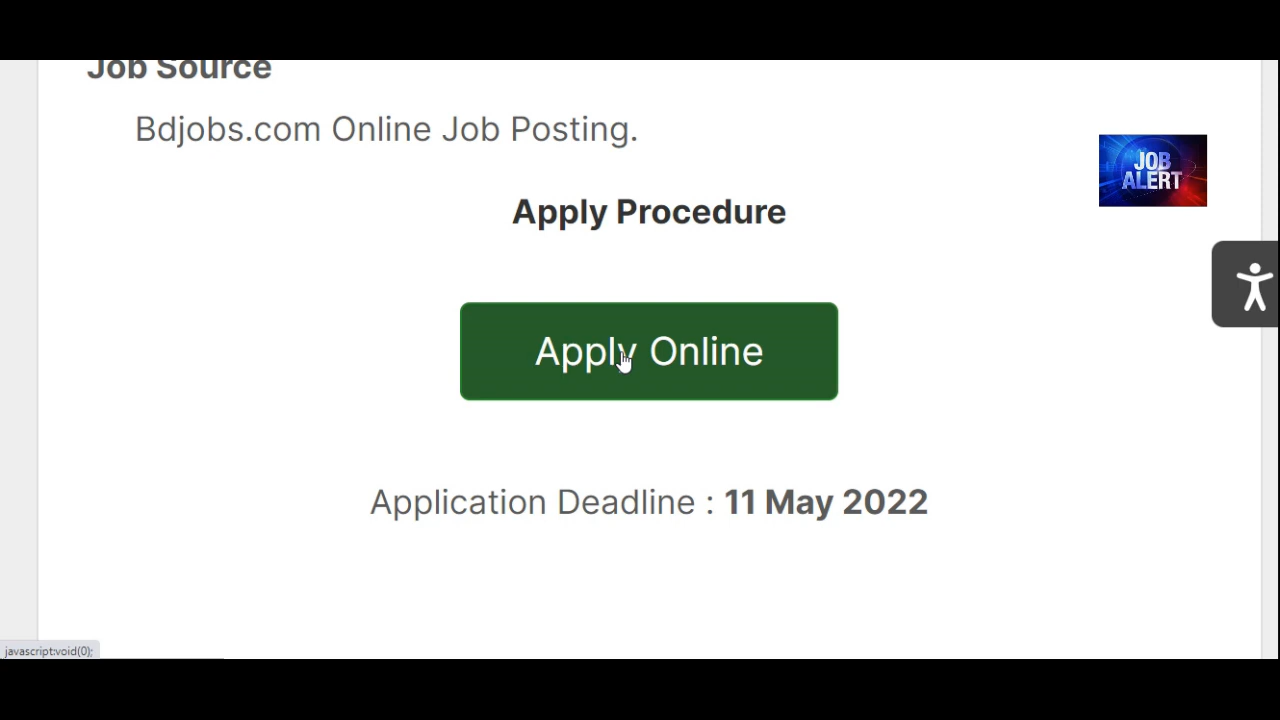 Job Source
Bdjobs.com Online Job Posting.
JOB
ALERT
Apply Procedure
Apply Online
Application Deadline : 11 May 2022
javascript:void(0);